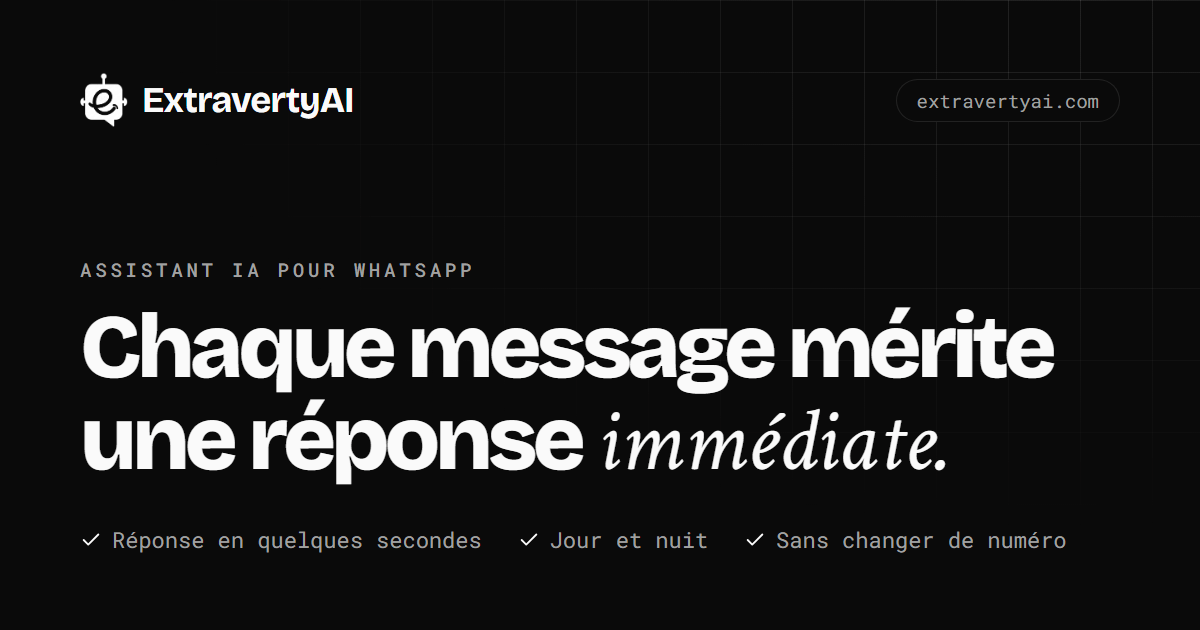 ExtravertyAI
extravertyai.com
ASSISTANT IA POUR WHATSAPP
Chaque message mérite
une réponse immédiate.
✓ Réponse en quelques secondes ✓ Jour et nuit ✓ Sans changer de numéro